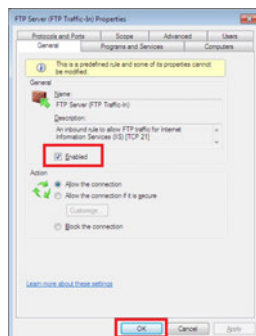 FTP Server (FTP Traffic-In) Properties
Protocols and Ports Scope Advanced Users
General Programs and Services Computers
This is a predefined rule and some of its properties cannot
be modified.
General
Name:
FTP Server (FTP Traffic-In)
Description:
An inbound rule to allow FTP traffic for Internet
Information Services (IIS) [TCP 21]
Enabled
Action
Allow the connection
Allow the connection if it is secure
Customize...
Block the connection
Learn more about these settings
OK Cancel Apply